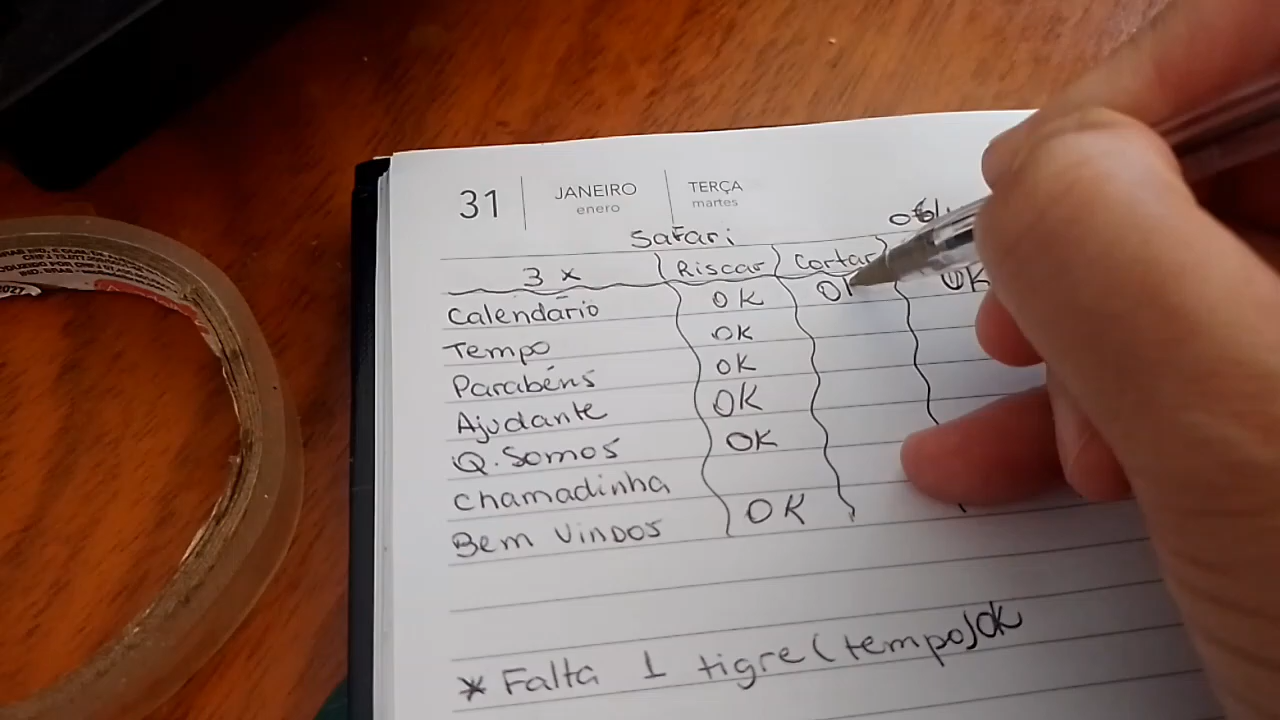 31 JANEIRO TERÇA
enero martes
Safari
3 x Riscar Cortar
Calendário OK OK OK
Tempo OK
Parabéns OK
Ajudante OK
Q. Somos OK
Chamadinha
Bem Vindos OK
* Falta 1 tigre (tempo) OK
2027